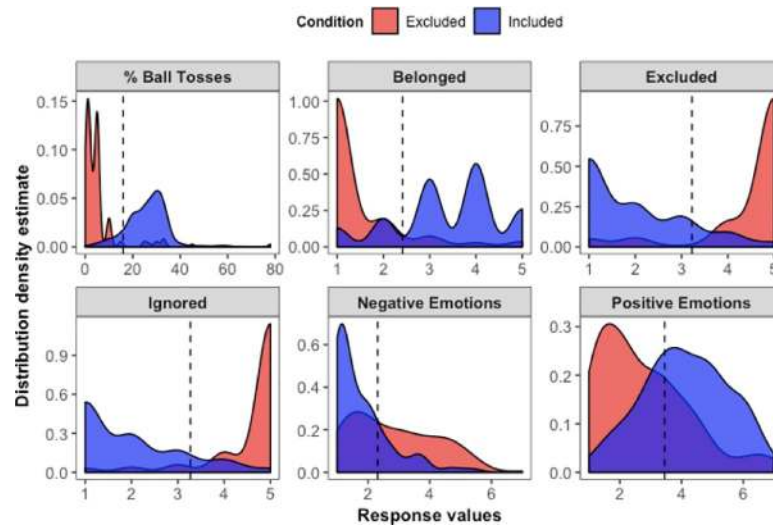 Condition Excluded Included
% Ball Tosses Belonged Excluded
0.15 1.00
0.75
0.10 0.75
0.50 0.50
0.05 0.25
0.25
0.00 0.00 0.00
0 20 40 60 80 1 2 3 4 5 1 2 3 4 5
Ignored Negative Emotions Positive Emotions
0.9 0.6 0.3
0.6 0.4 0.2
0.3 0.2 0.1
0.0 0.0 0.0
1 2 3 4 5 2 4 6 2 4 6
Distribution density estimate
Response values